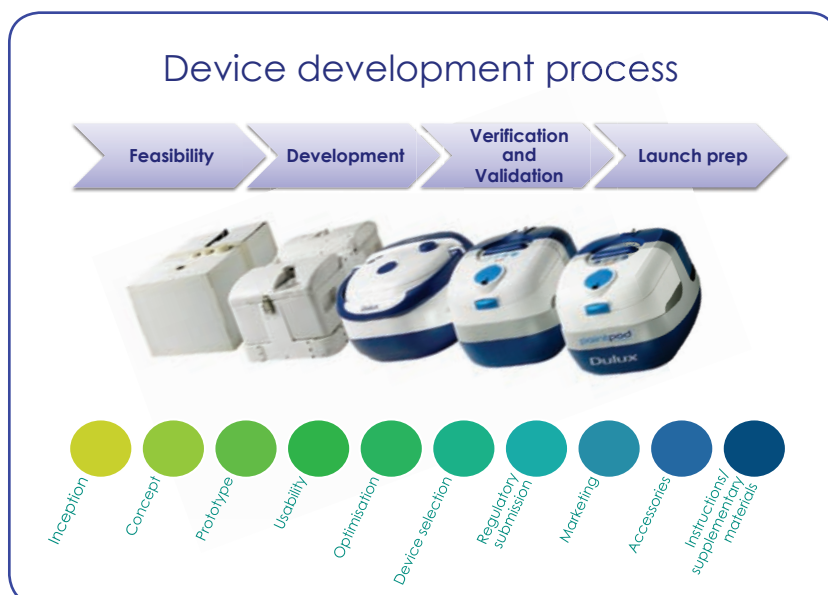 Device development process
Feasibility
Development
Verification
and
Validation
Launch prep
Dulux
paintpod
Dulux
Inception
Concept
Prototype
Usability
Optimisation
Device selection
Regulatory
submission
Marketing
Accessories
Instructions/
supplementary
materials